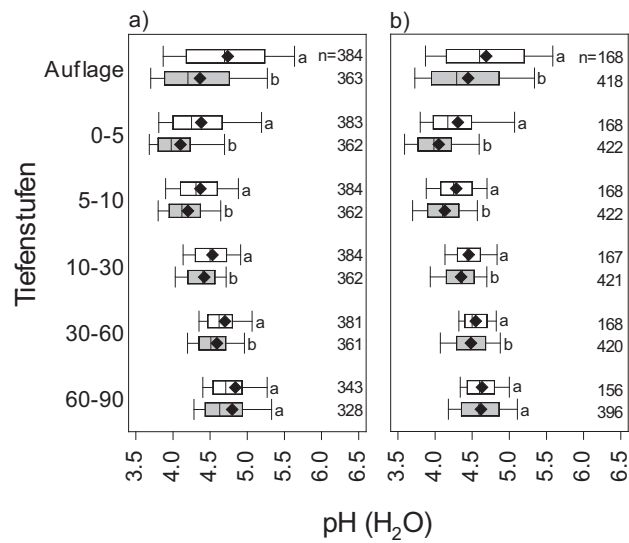 a) b)
Auflage a n=384 a n=168
b 363 b 418
0-5 a 383 a 168
b 362 b 422
5-10 a 384 a 168
b 362 b 422
10-30 a 384 a 167
b 362 b 421
30-60 a 381 a 168
b 361 b 420
60-90 a 343 a 156
a 328 a 396
Tiefenstufen
3.5 4.0 4.5 5.0 5.5 6.0 6.5 3.5 4.0 4.5 5.0 5.5 6.0 6.5
pH (H₂O)